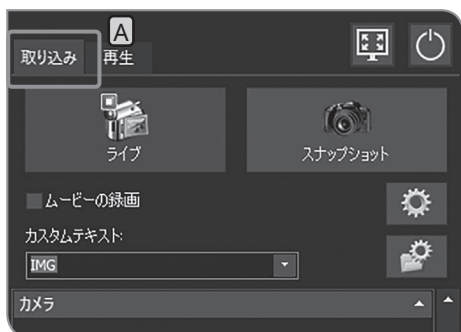 A
取り込み 再生
ライブ スナップショット
ムービーの録画
カスタムテキスト:
IMG
カメラ